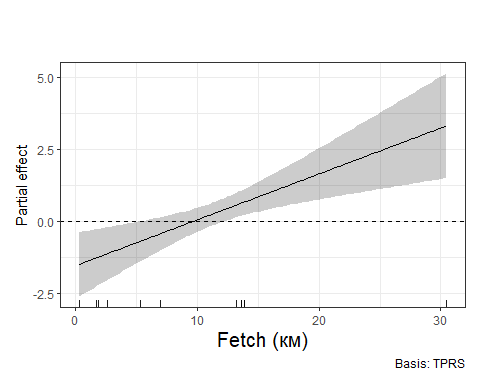 5.0
2.5
0.0
-2.5
Partial effect
0 10 20 30
Fetch (км)
Basis: TPRS